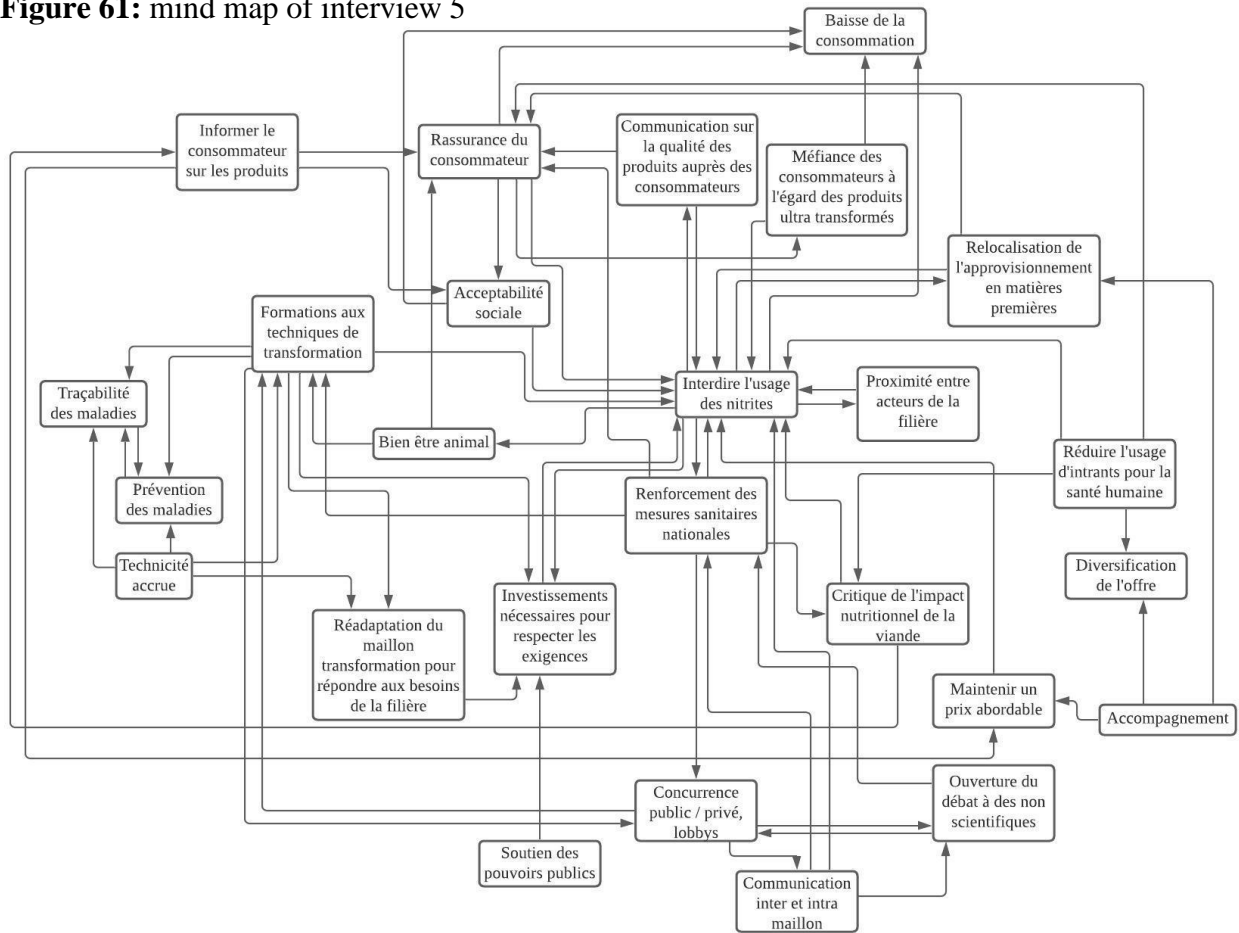 Figure 61: mind map of interview 5
Baisse de la
consommation
Informer le
consommateur
sur les produits
Rassurance du
consommateur
Communication sur
la qualité des
produits auprès des
consommateurs
Méfiance des
consommateurs à
l'égard des produits
ultra transformés
Relocalisation de
l'approvisionnement
en matières
premières
Acceptabilité
sociale
Formations aux
techniques de
transformation
Traçabilité
des maladies
Interdire l'usage
des nitrites
Proximité entre
acteurs de la
filière
Bien être animal
Réduire l'usage
d'intrants pour la
santé humaine
Prévention
des maladies
Renforcement des
mesures sanitaires
nationales
Technicité
accrue
Diversification
de l'offre
Investissements
nécessaires pour
respecter les
exigences
Critique de l'impact
nutritionnel de la
viande
Réadaptation du
maillon
transformation pour
répondre aux besoins
de la filière
Maintenir un
prix abordable
Accompagnement
Concurrence
public / privé,
lobbys
Ouverture du
débat à des non
scientifiques
Soutien des
pouvoirs publics
Communication
inter et intra
maillon